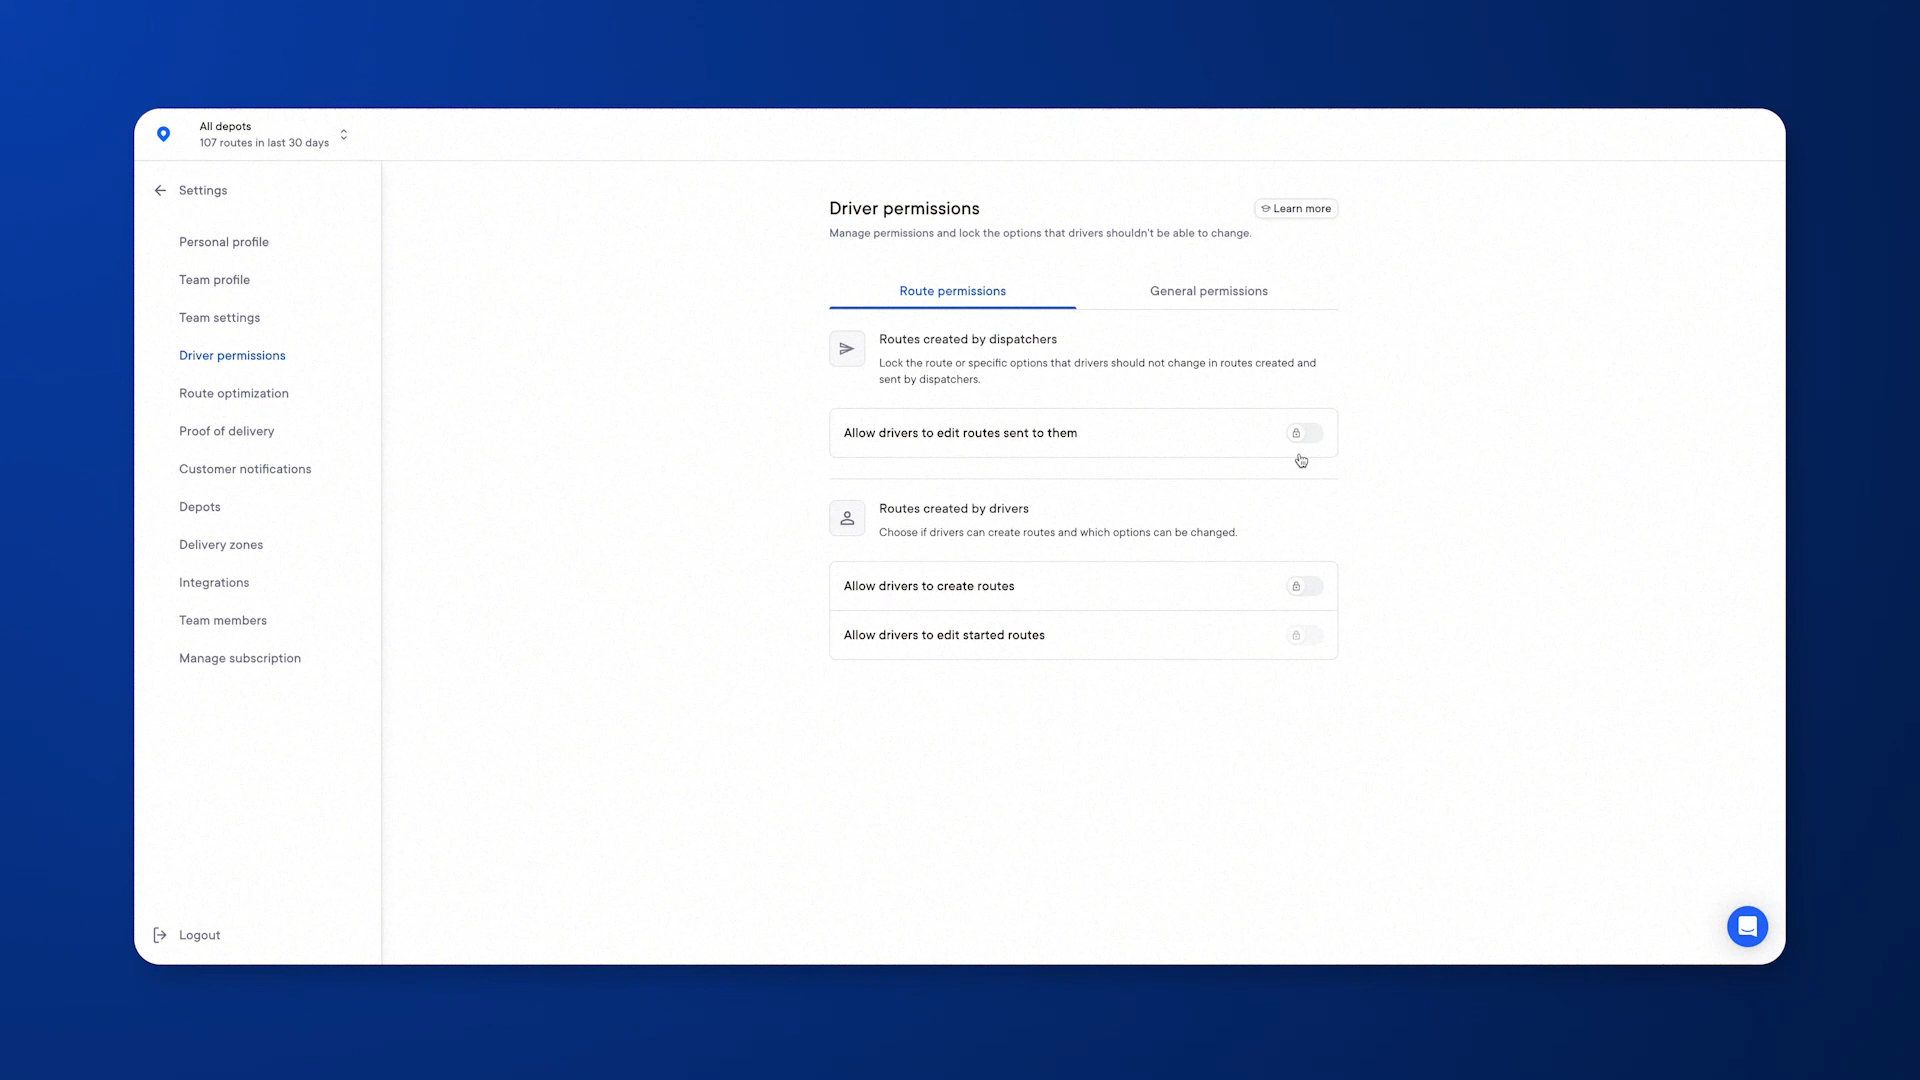 All depots
107 routes in last 30 days
Settings
Personal profile
Team profile
Team settings
Driver permissions
Route optimization
Proof of delivery
Customer notifications
Depots
Delivery zones
Integrations
Team members
Manage subscription
Logout
Driver permissions
Learn more
Manage permissions and lock the options that drivers shouldn't be able to change.
Route permissions
General permissions
Routes created by dispatchers
Lock the route or specific options that drivers should not change in routes created and
sent by dispatchers.
Allow drivers to edit routes sent to them
Routes created by drivers
Choose if drivers can create routes and which options can be changed.
Allow drivers to create routes
Allow drivers to edit started routes